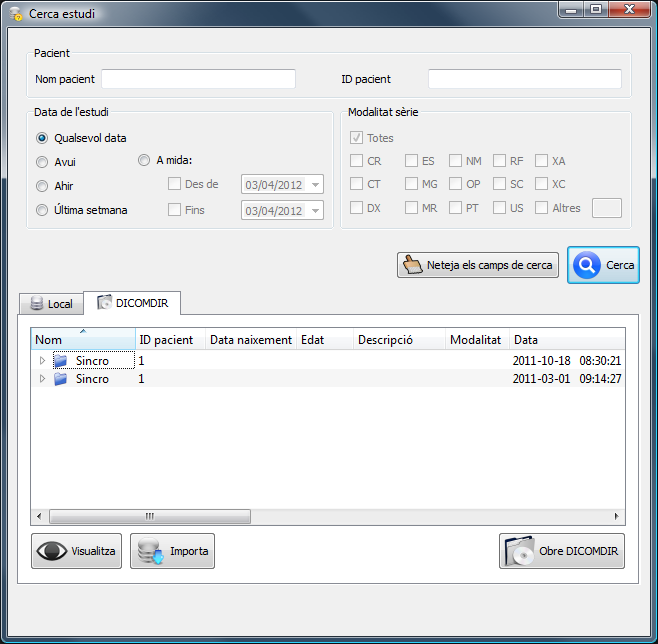 Cerca estudi
Pacient
Nom pacient
ID pacient
Data de l'estudi
Modalitat sèrie
Qualsevol data
Totes
Avui
A mida:
CR ES NM RF XA
Ahir
Des de 03/04/2012
CT MG OP SC XC
Última setmana
Fins 03/04/2012
DX MR PT US Altres
Neteja els camps de cerca
Cerca
Local
DICOMDIR
Nom ID pacient Data naixement Edat Descripció Modalitat Data
Sincro 1 2011-10-18 08:30:21
Sincro 1 2011-03-01 09:14:27
Visualitza
Importa
Obre DICOMDIR